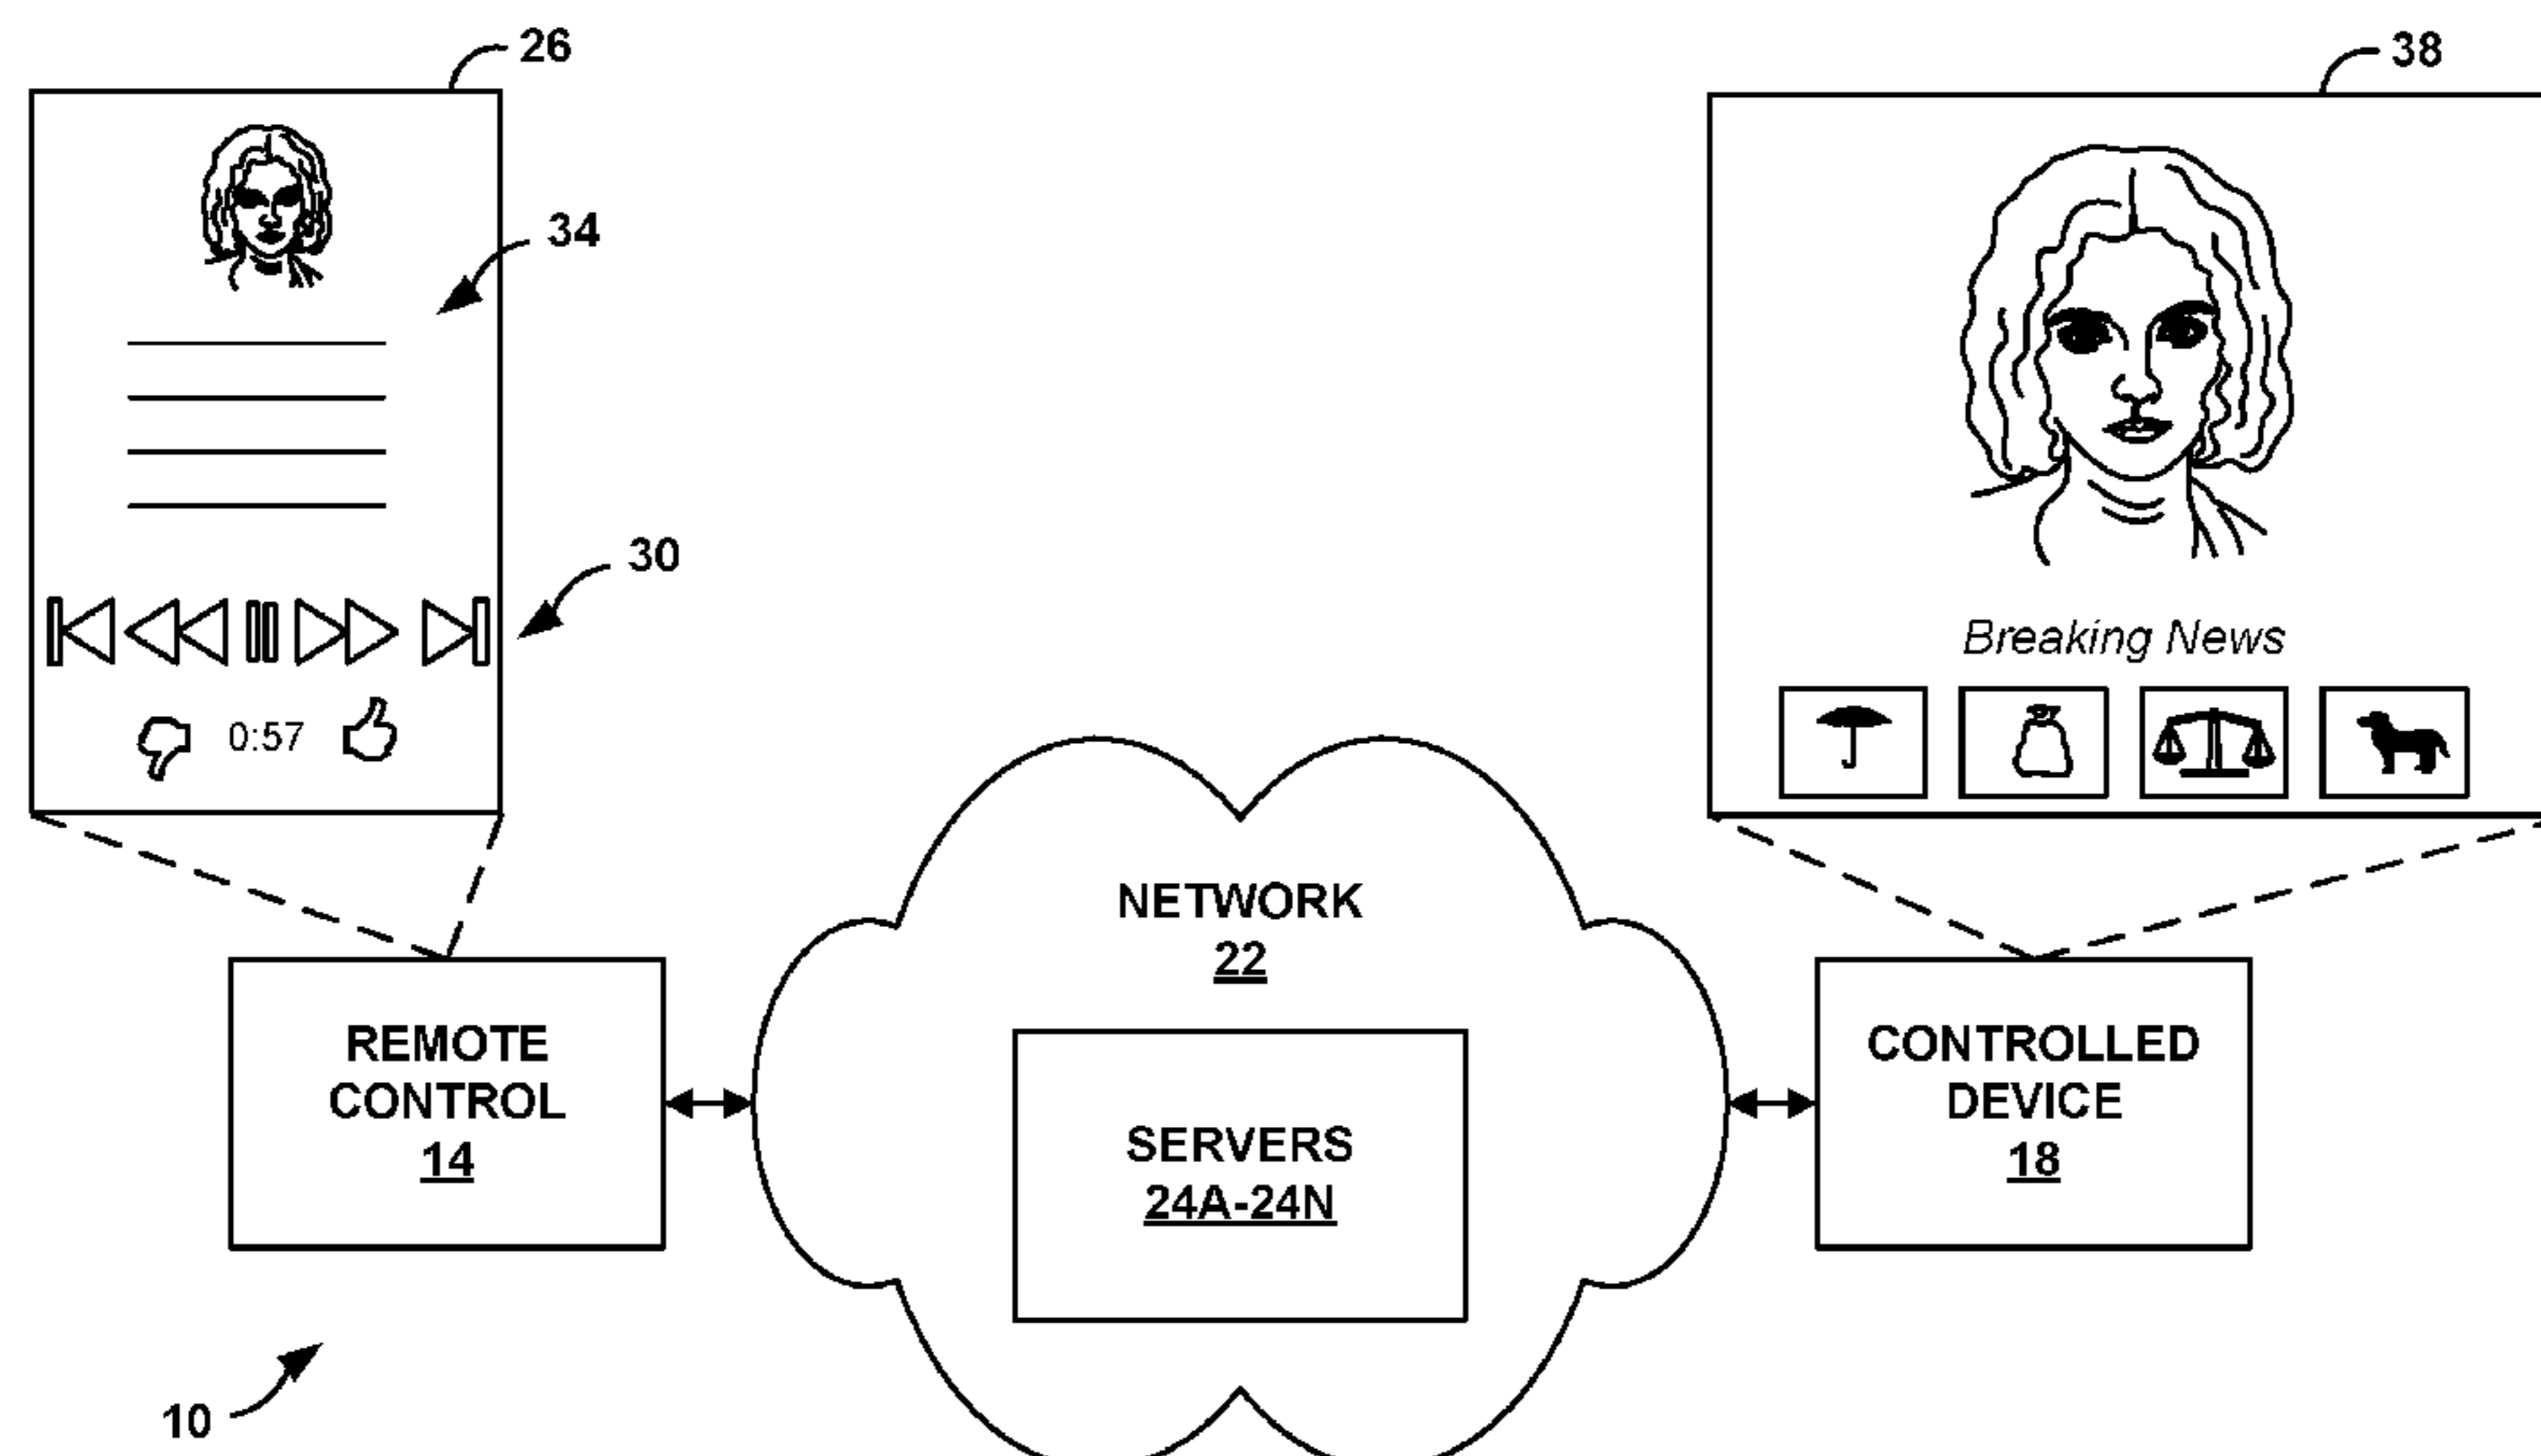 26
38
34
30
0:57
Breaking News
NETWORK
22
REMOTE
CONTROL
14
SERVERS
24A-24N
CONTROLLED
DEVICE
18
10